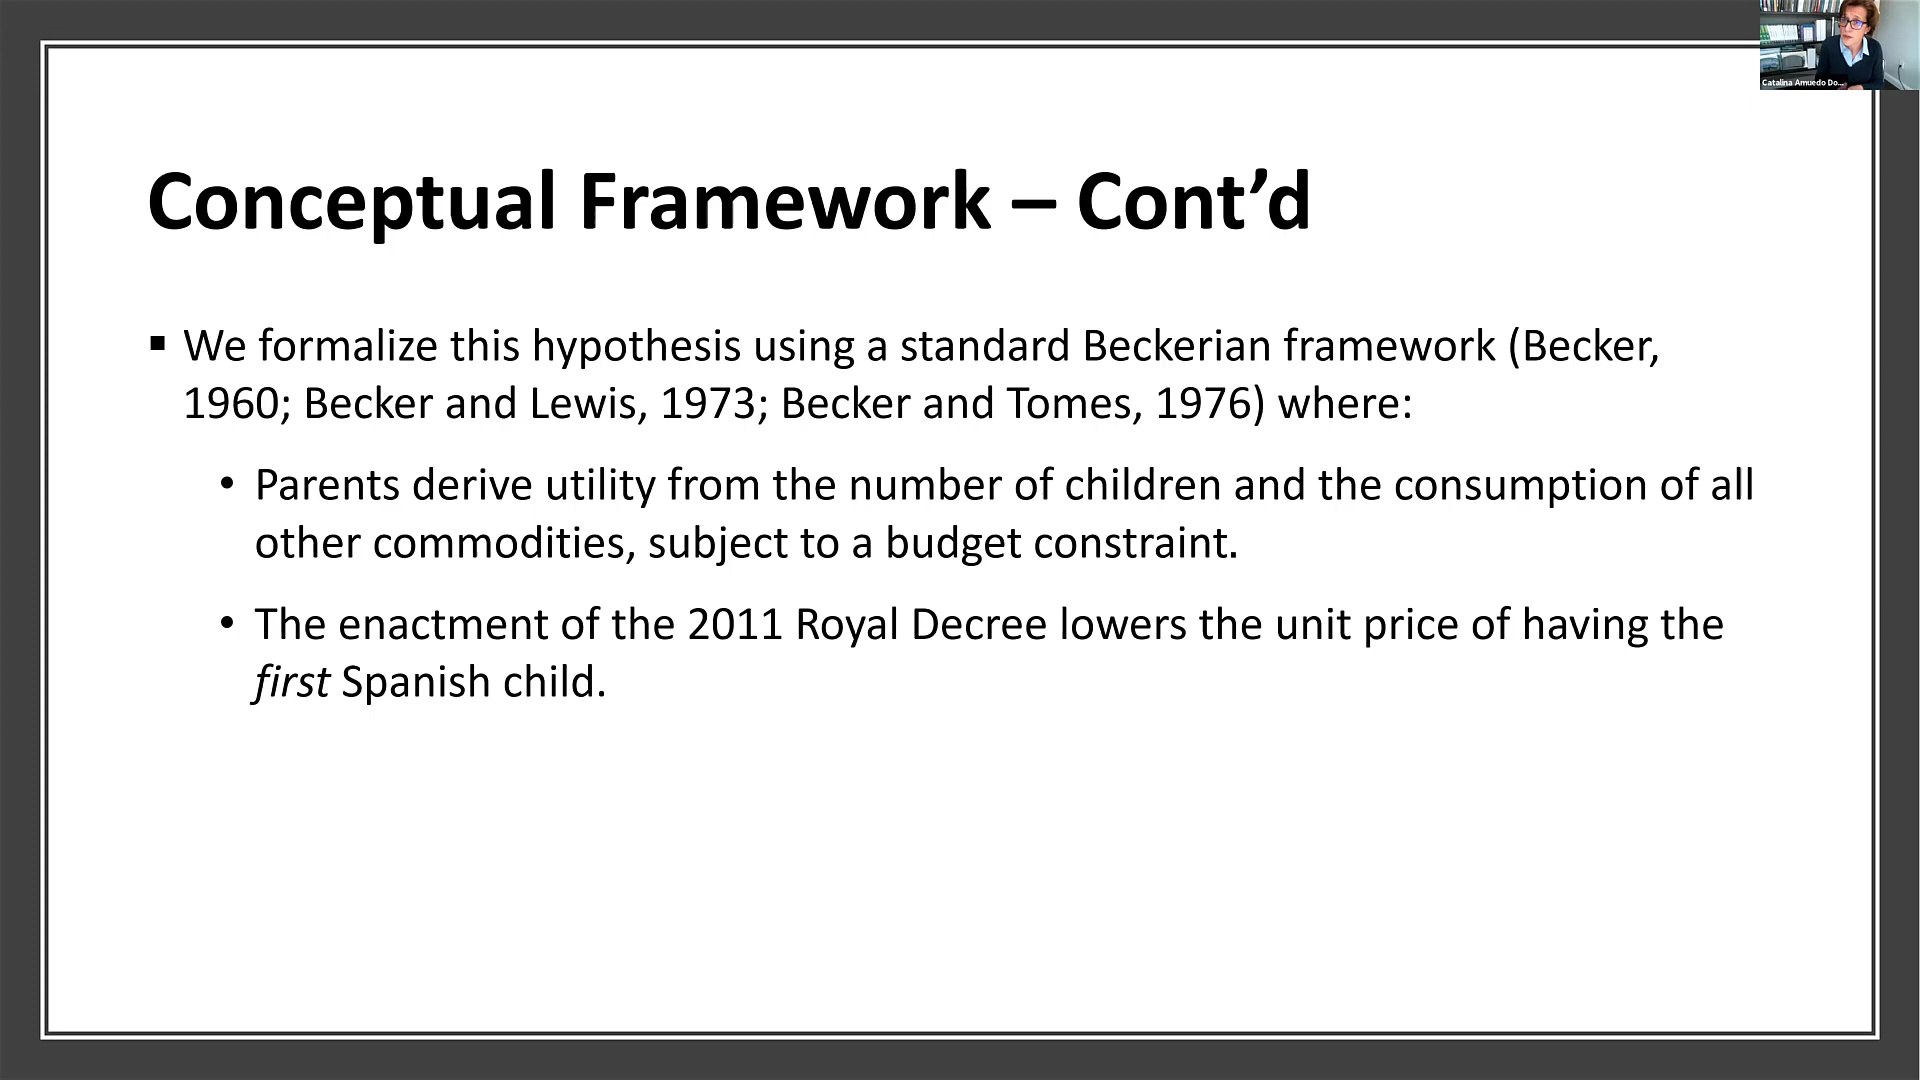 Catalina Amuedo Do...
Conceptual Framework – Cont’d
▪ We formalize this hypothesis using a standard Beckerian framework (Becker,
1960; Becker and Lewis, 1973; Becker and Tomes, 1976) where:
• Parents derive utility from the number of children and the consumption of all
other commodities, subject to a budget constraint.
• The enactment of the 2011 Royal Decree lowers the unit price of having the
first Spanish child.